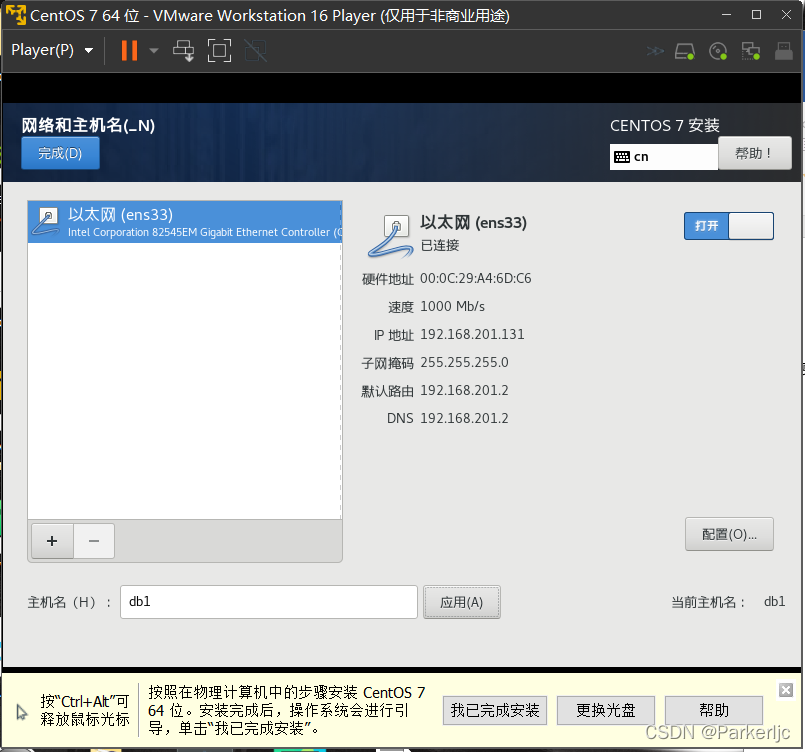 CentOS 7 64 位 - VMware Workstation 16 Player (仅用于非商业用途)
Player(P)
网络和主机名(_N)
CENTOS 7 安装
完成(D)
cn
帮助！
以太网 (ens33)
Intel Corporation 82545EM Gigabit Ethernet Controller (
以太网 (ens33)
已连接
打开
硬件地址 00:0C:29:A4:6D:C6
速度 1000 Mb/s
IP 地址 192.168.201.131
子网掩码 255.255.255.0
默认路由 192.168.201.2
DNS 192.168.201.2
+ −
配置(O)...
主机名（H）： db1 应用(A) 当前主机名： db1
按“Ctrl+Alt”可
释放鼠标光标
按照在物理计算机中的步骤安装 CentOS 7
64 位。安装完成后，操作系统会进行引
导，单击“我已完成安装”。
我已完成安装 更换光盘 帮助
CSDN @Parkerljc